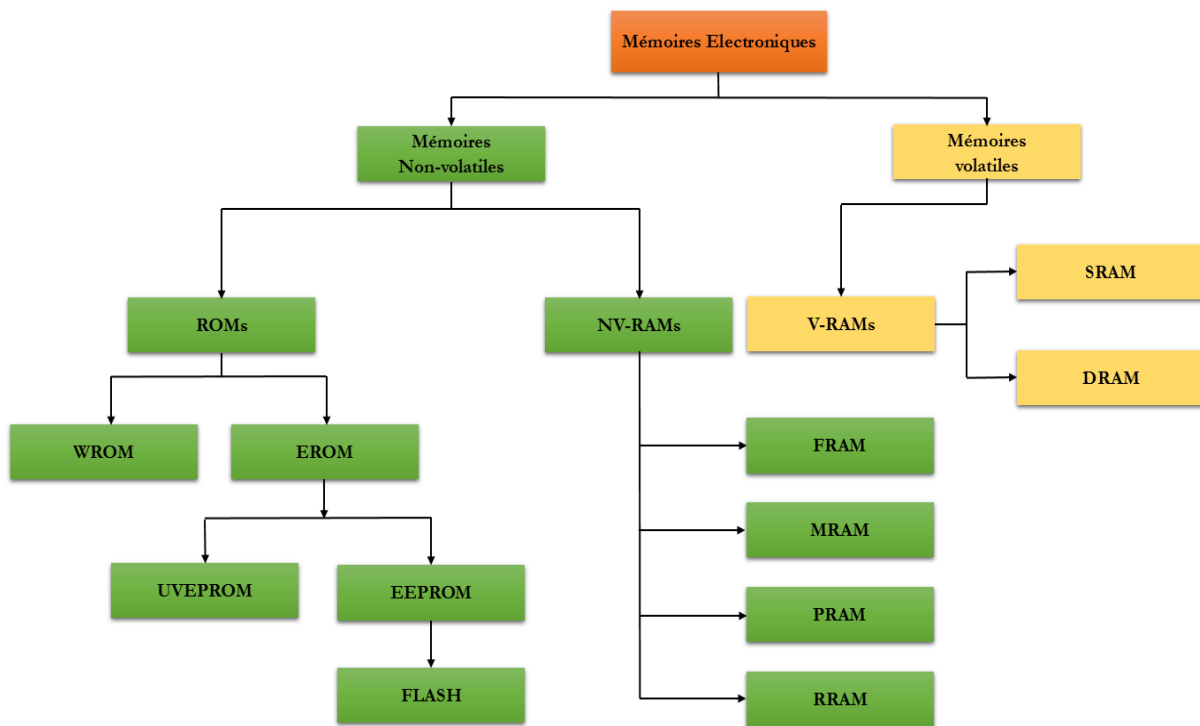 Mémoires Electroniques
Mémoires
Non-volatiles
Mémoires
volatiles
SRAM
ROMs
NV-RAMs
V-RAMs
DRAM
WROM
EROM
FRAM
MRAM
UVEPROM
EEPROM
PRAM
FLASH
RRAM